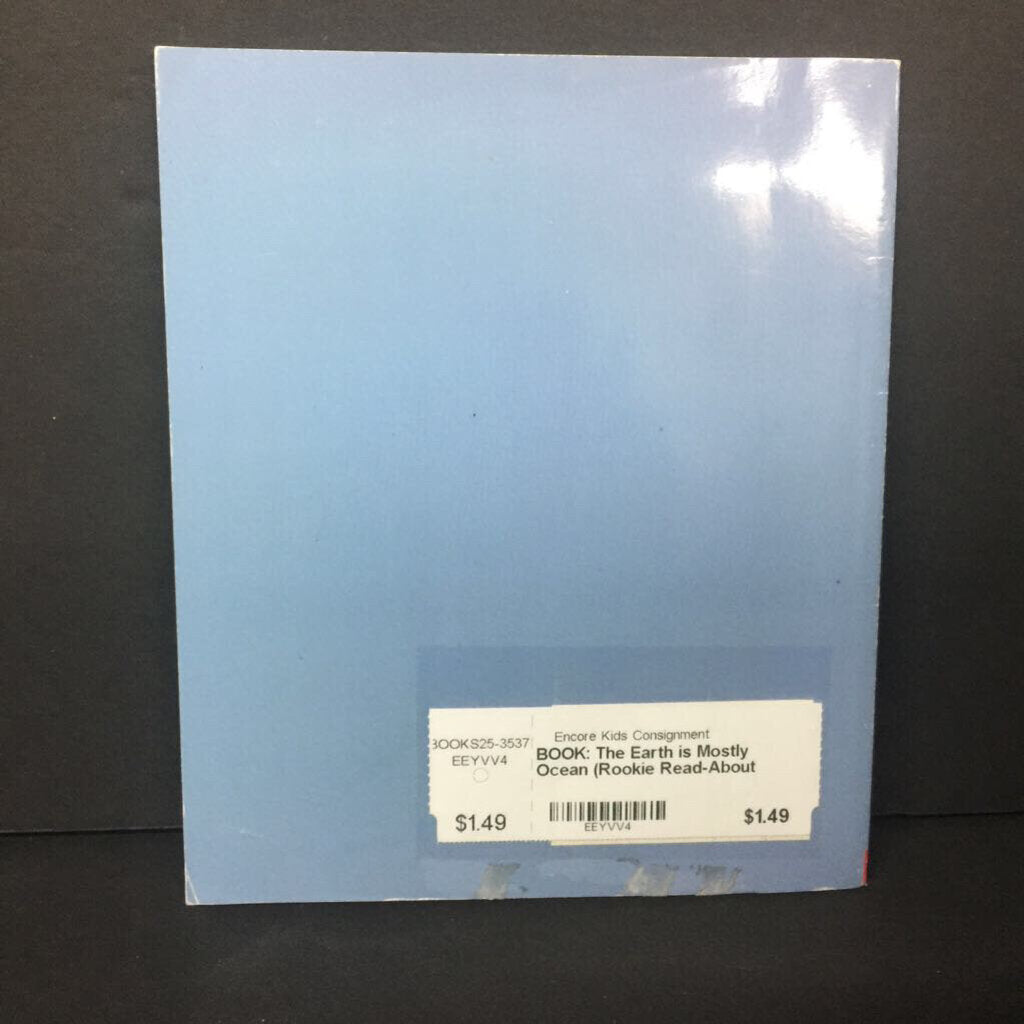 BOOKS25-3537
EEYVV4
$1.49
Encore Kids Consignment
BOOK: The Earth is Mostly
Ocean (Rookie Read-About
EEYVV4
$1.49